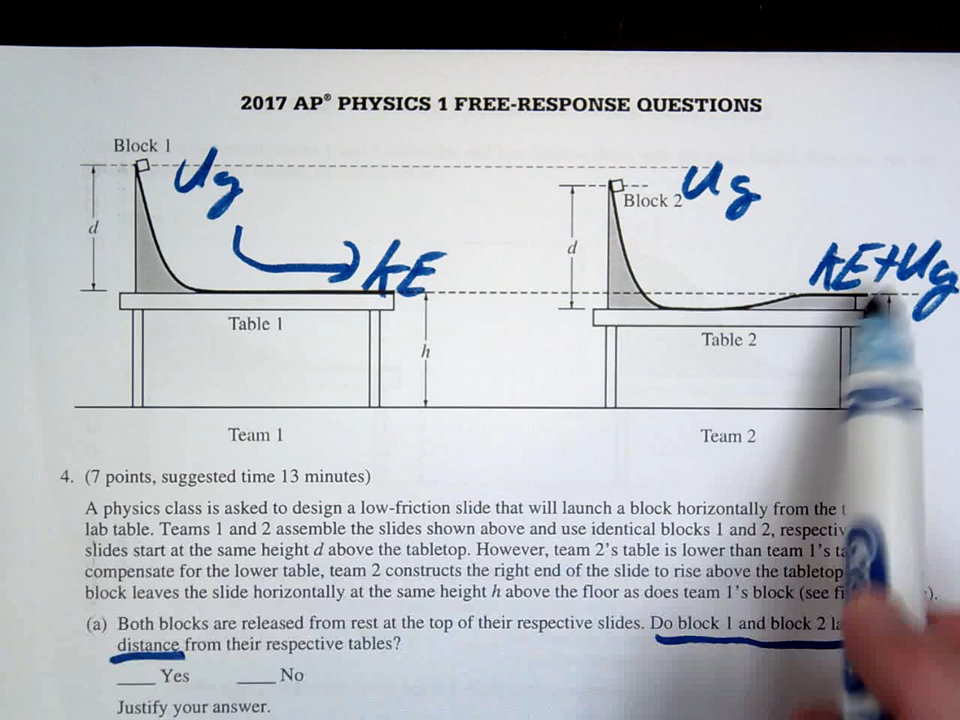 2017 AP® PHYSICS 1 FREE-RESPONSE QUESTIONS
Block 1
Ug
Ug
Block 2
d
d
KE
KE+Ug
Table 1
Table 2
h
Team 1
Team 2
4. (7 points, suggested time 13 minutes)
A physics class is asked to design a low-friction slide that will launch a block horizontally from the
lab table. Teams 1 and 2 assemble the slides shown above and use identical blocks 1 and 2,
slides start at the same height d above the tabletop. However, team 2's table is lower than team 1's
compensate for the lower table, team 2 constructs the right end of the slide to rise above the tabletop
block leaves the slide horizontally at the same height h above the floor as does team 1's block (see
).
(a) Both blocks are released from rest at the top of their respective slides. Do block 1 and block 2
distance from their respective tables?
____ Yes ____ No
Justify your answer.